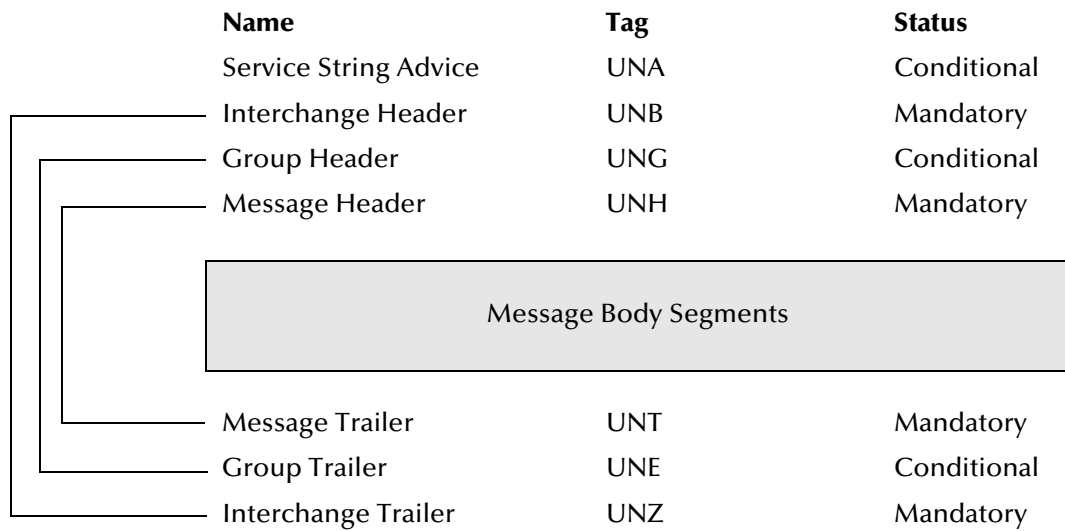 Name Tag Status
Service String Advice UNA Conditional
Interchange Header UNB Mandatory
Group Header UNG Conditional
Message Header UNH Mandatory
Message Body Segments
Message Trailer UNT Mandatory
Group Trailer UNE Conditional
Interchange Trailer UNZ Mandatory